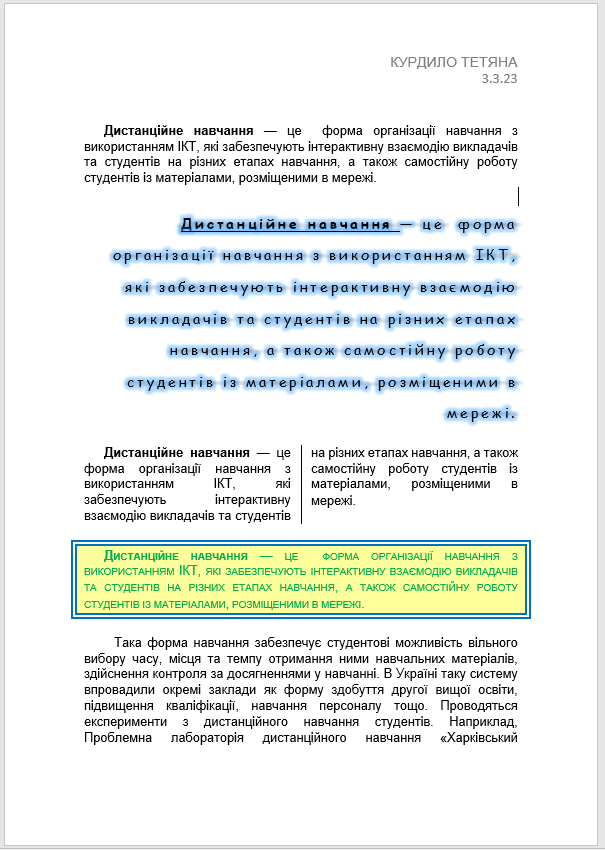 КУРДИЛО ТЕТЯНА
3.3.23
Дистанційне навчання — це форма організації навчання з
використанням ІКТ, які забезпечують інтерактивну взаємодію викладачів
та студентів на різних етапах навчання, а також самостійну роботу
студентів із матеріалами, розміщеними в мережі.
Дистанційне навчання — це форма
організації навчання з використанням ІКТ,
які забезпечують інтерактивну взаємодію
викладачів та студентів на різних етапах
навчання, а також самостійну роботу
студентів із матеріалами, розміщеними в
мережі.
Дистанційне навчання — це
форма організації навчання з
використанням ІКТ, які
забезпечують інтерактивну
взаємодію викладачів та студентів
на різних етапах навчання, а також
самостійну роботу студентів із
матеріалами, розміщеними в
мережі.
Дистанційне навчання — це форма організації навчання з
використанням ІКТ, які забезпечують інтерактивну взаємодію викладачів
та студентів на різних етапах навчання, а також самостійну роботу
студентів із матеріалами, розміщеними в мережі.
Така форма навчання забезпечує студентові можливість вільного
вибору часу, місця та темпу отримання ними навчальних матеріалів,
здійснення контроля за досягненнями у навчанні. В Україні таку систему
впровадили окремі заклади як форму здобуття другої вищої освіти,
підвищення кваліфікації, навчання персоналу тощо. Проводяться
експерименти з дистанційного навчання студентів. Наприклад,
Проблемна лабораторія дистанційного навчання «Харківський